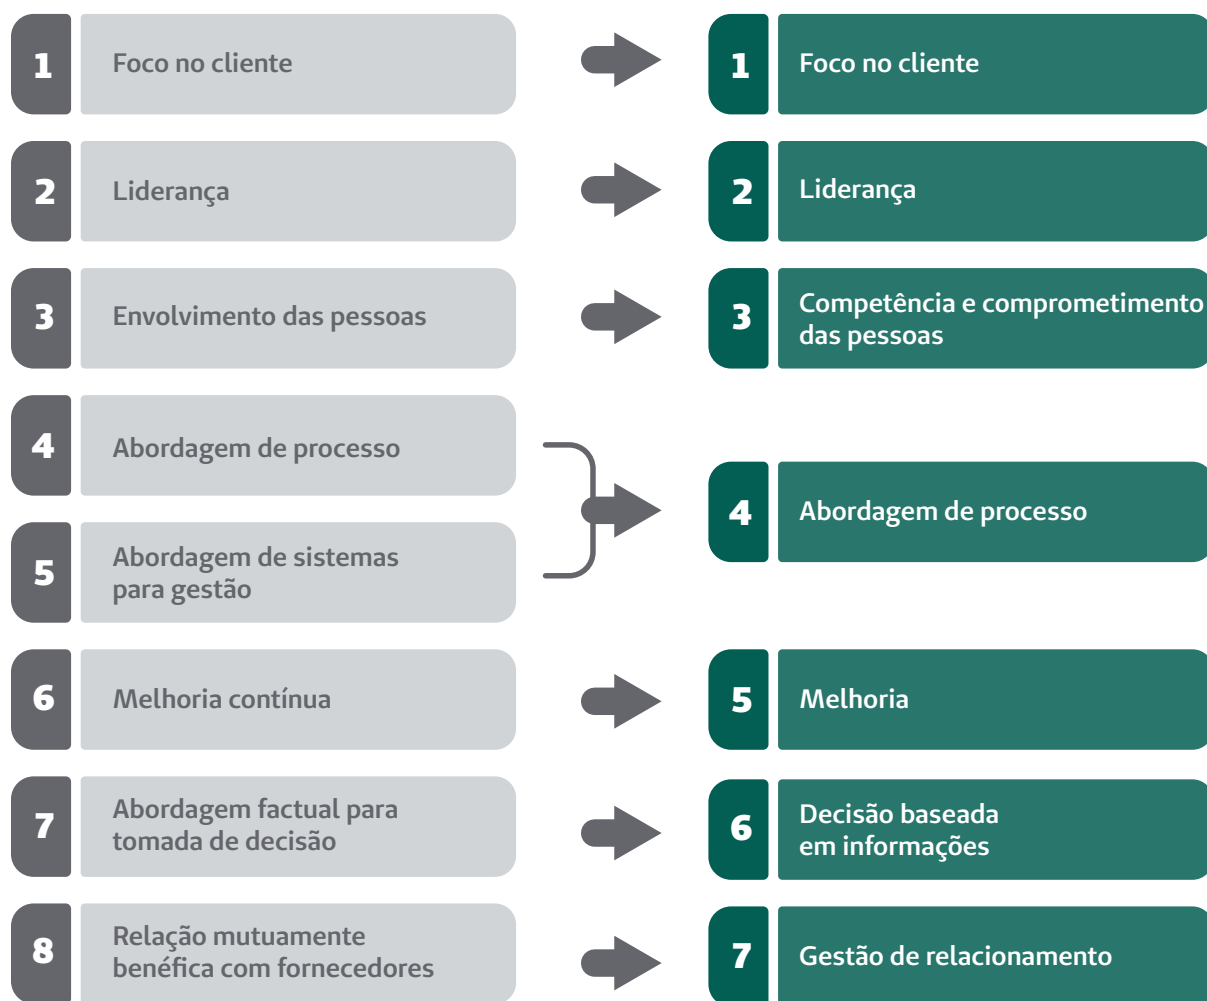 1 Foco no cliente
1 Foco no cliente
2 Liderança
2 Liderança
3 Envolvimento das pessoas
3 Competência e comprometimento
das pessoas
4 Abordagem de processo
5 Abordagem de sistemas
para gestão
4 Abordagem de processo
6 Melhoria contínua
5 Melhoria
7 Abordagem factual para
tomada de decisão
6 Decisão baseada
em informações
8 Relação mutuamente
benéfica com fornecedores
7 Gestão de relacionamento